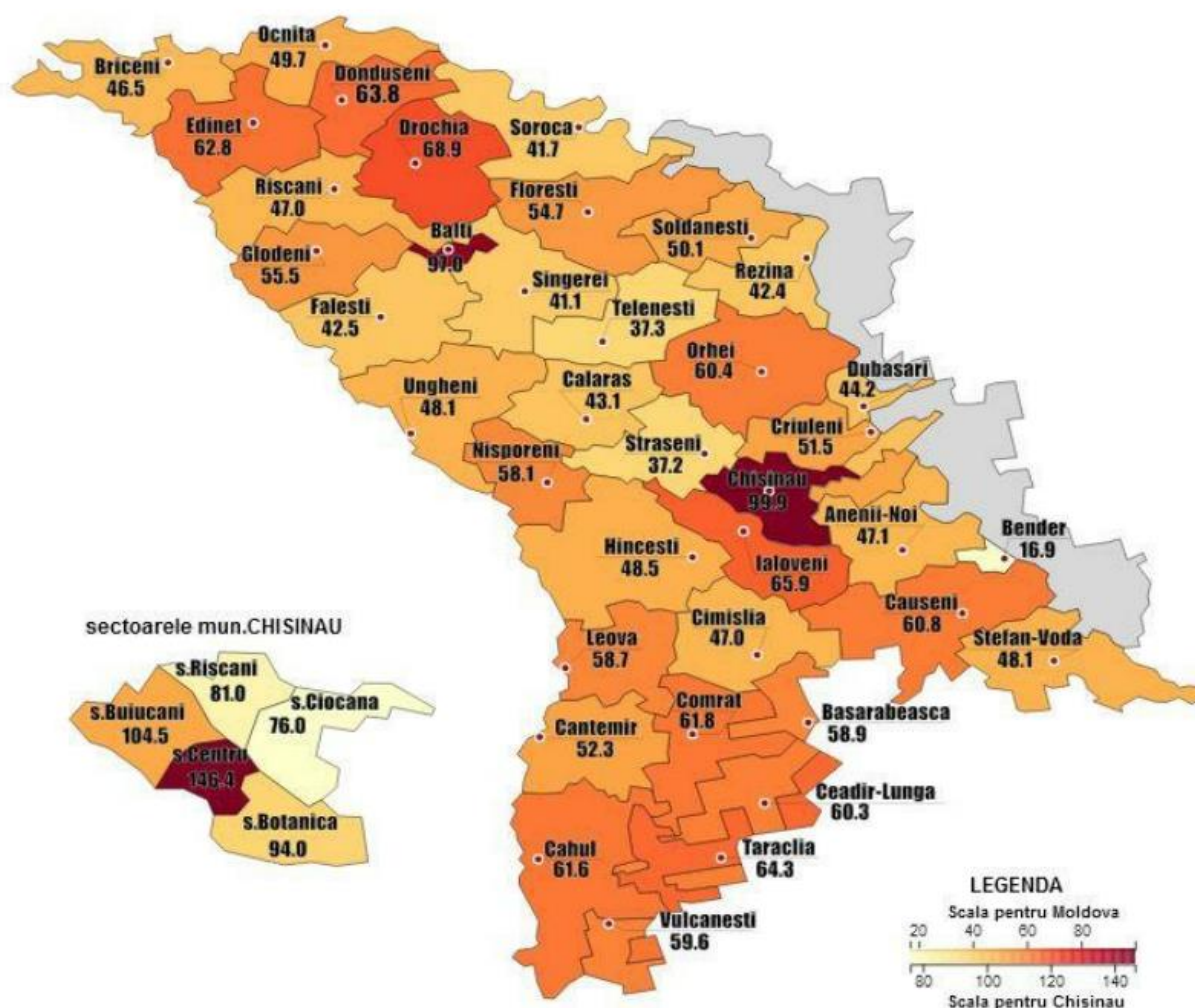 Ocnita
49.7
Briceni
46.5
Donduseni
63.8
Edinet
62.8
Drochia
68.9
Soroca
41.7
Riscani
47.0
Floresti
54.7
Soldanesti
50.1
Balti
97.0
Glodeni
55.5
Rezina
42.4
Singerei
41.1
Falesti
42.5
Telenesti
37.3
Orhei
60.4
Dubasari
44.2
Ungheni
48.1
Calaras
43.1
Criuleni
51.5
Straseni
37.2
Nisporeni
58.1
Chisinau
99.9
Anenii-Noi
47.1
Bender
16.9
Hincesti
48.5
Ialoveni
65.9
Causeni
60.8
Cimislia
47.0
Leova
58.7
Stefan-Voda
48.1
Comrat
61.8
Basarabeasca
58.9
Cantemir
52.3
Ceadir-Lunga
60.3
Cahul
61.6
Taraclia
64.3
Vulcanesti
59.6
sectoarele mun.CHISINAU
s.Riscani
81.0
s.Ciocana
76.0
s.Buiucani
104.5
s.Centru
146.4
s.Botanica
94.0
LEGENDA
Scala pentru Moldova
20 40 60 80
80 100 120 140
Scala pentru Chisinau